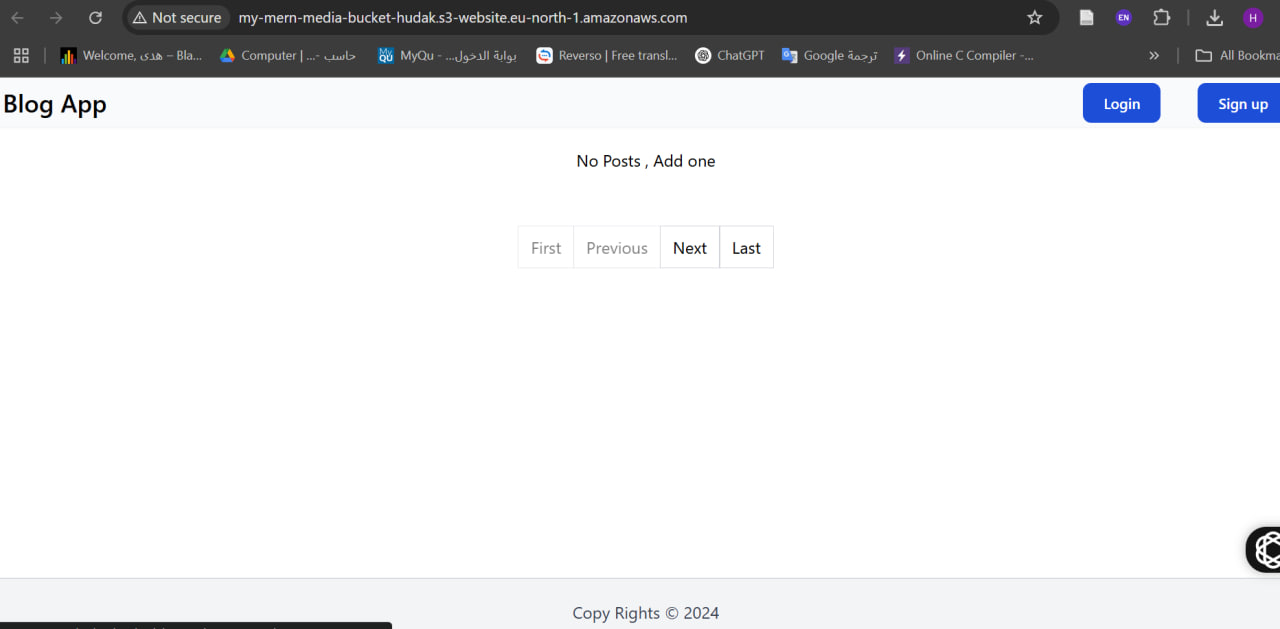 Not secure my-mern-media-bucket-hudak.s3-website.eu-north-1.amazonaws.com EN H
Welcome, هدى – Bla... Computer | ...- حاسب MyQu - ...بوابة الدخول Reverso | Free transl... ChatGPT ترجمة Google Online C Compiler -... » All Bookma
Blog App Login Sign up
No Posts , Add one
First Previous Next Last
Copy Rights © 2024